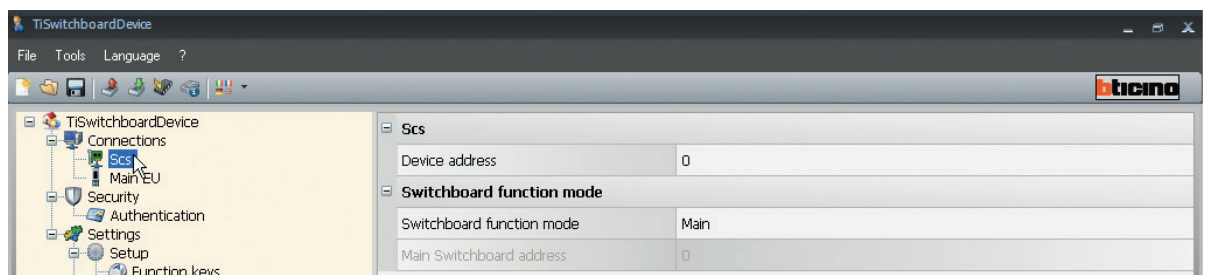 TiSwitchboardDevice
File Tools Language ?
bticino
TiSwitchboardDevice
Connections
Scs
Main EU
Security
Authentication
Settings
Setup
Function keys
Scs
Device address 0
Switchboard function mode
Switchboard function mode Main
Main Switchboard address 0